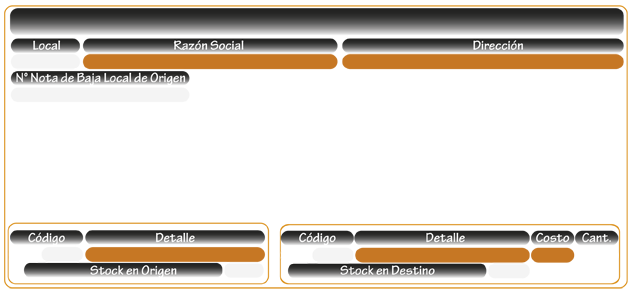 Local Razón Social Dirección
N° Nota de Baja Local de Origen
Código Detalle Código Detalle Costo Cant.
Stock en Origen Stock en Destino